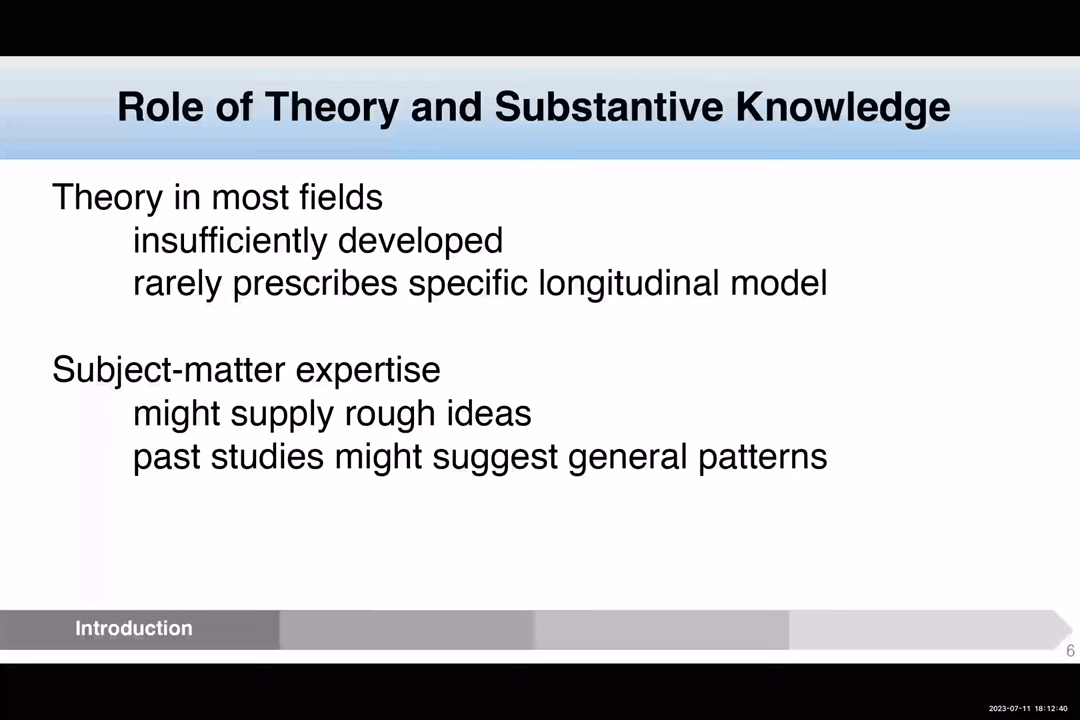 Role of Theory and Substantive Knowledge
Theory in most fields
insufficiently developed
rarely prescribes specific longitudinal model
Subject-matter expertise
might supply rough ideas
past studies might suggest general patterns
Introduction
6
2023-07-11 18:12:40